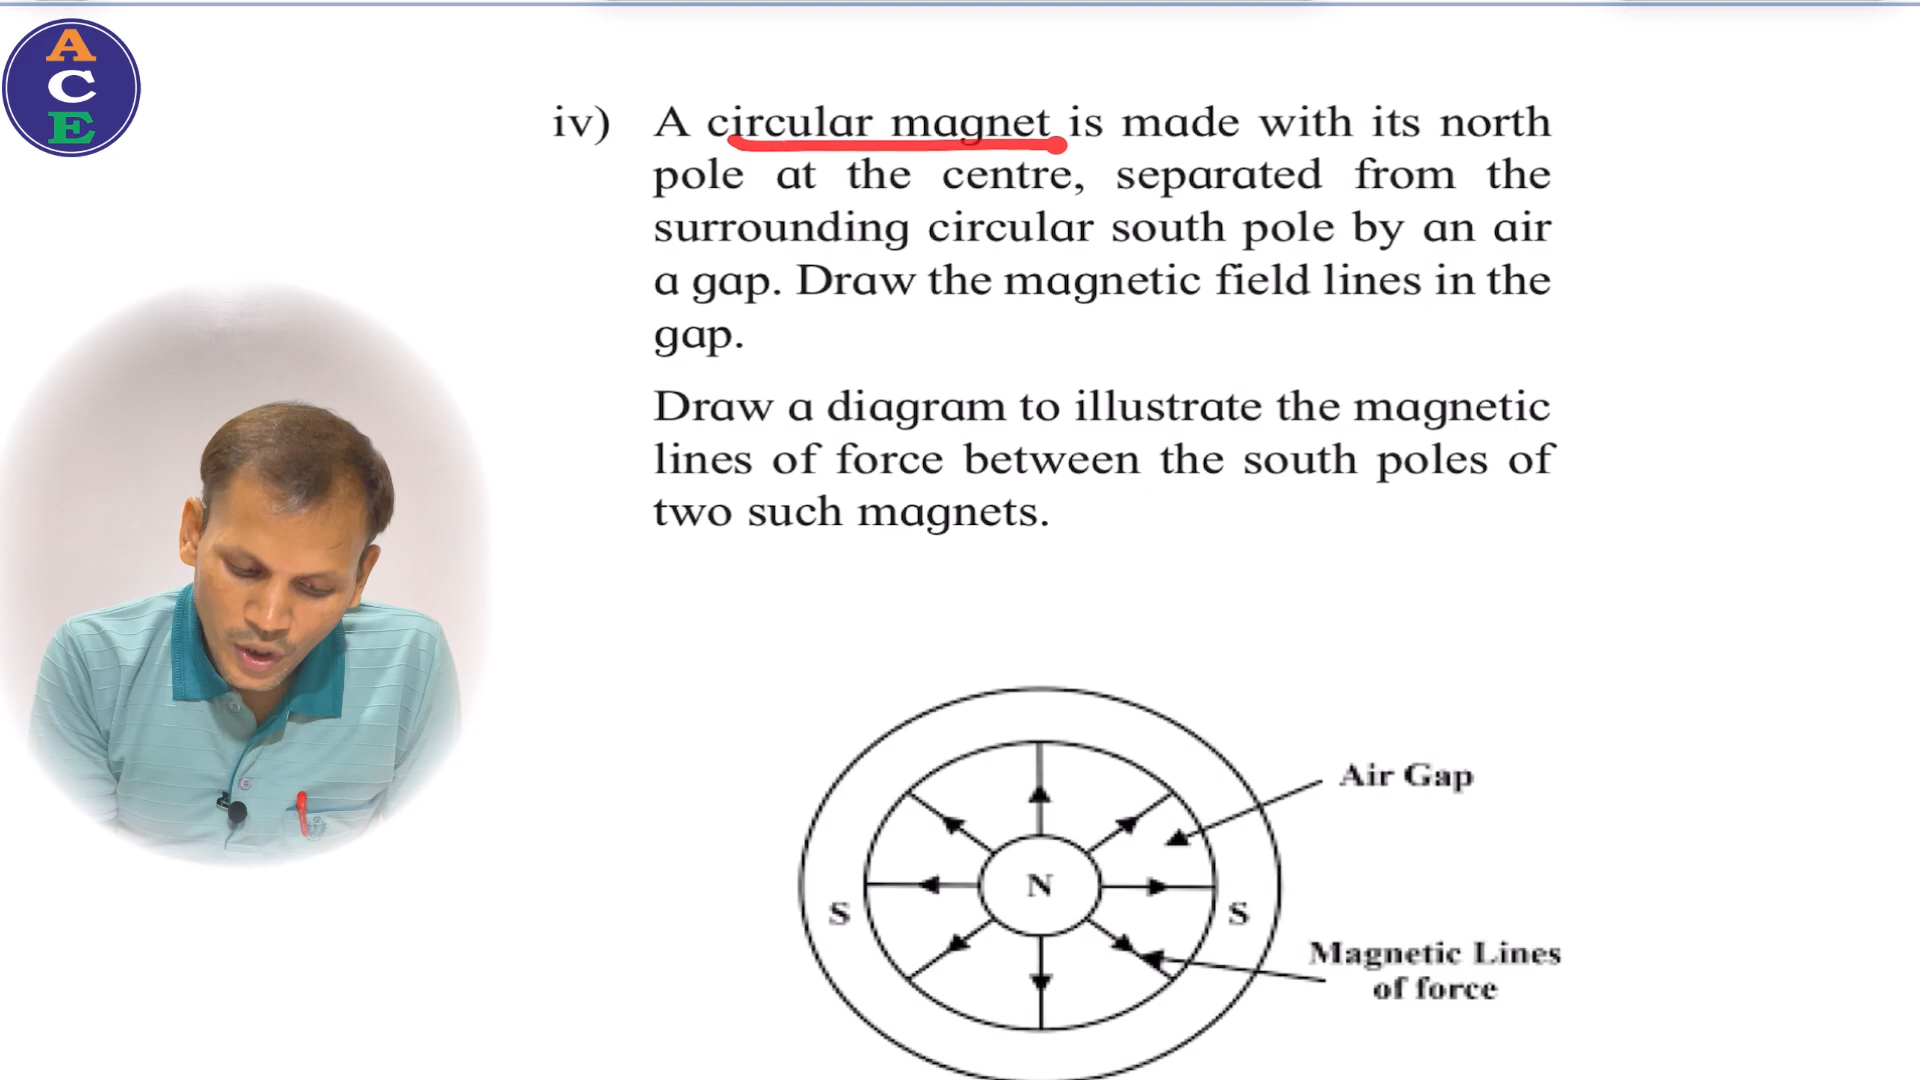 A
C
E
iv) A circular magnet is made with its north
pole at the centre, separated from the
surrounding circular south pole by an air
a gap. Draw the magnetic field lines in the
gap.
Draw a diagram to illustrate the magnetic
lines of force between the south poles of
two such magnets.
Air Gap
N
S
S
Magnetic Lines
of force